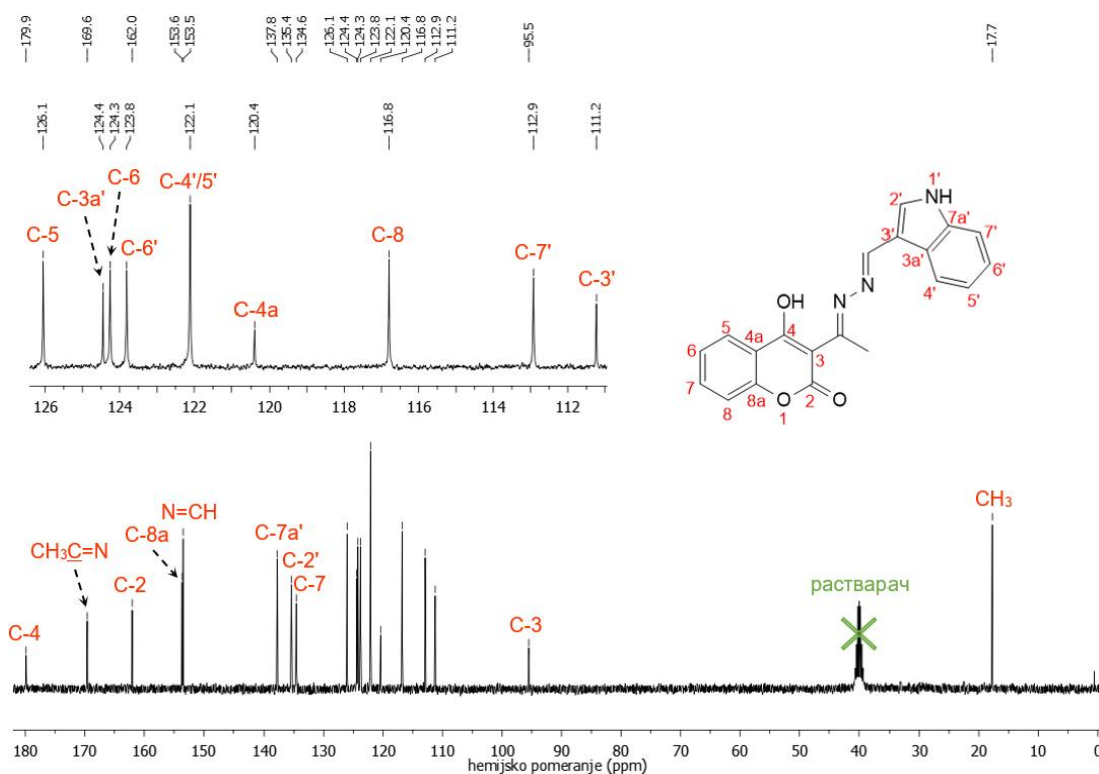 179.9 169.6 162.0 153.6 153.5 137.8 135.4 134.6 126.1 124.4 124.3 123.8 122.1 120.4 116.8 112.9 111.2 95.5 17.7
126.1 124.4 124.3 123.8 122.1 120.4 116.8 112.9 111.2
C-6 C-4'/5'
C-3a'
C-5 C-6' C-8
C-7'
C-3'
C-4a
126 124 122 120 118 116 114 112
1'
NH
2' 7a' 7'
3'
3a' 6'
4' 5'
N
N
OH
5 4a 4
6 3
7 8a 2
8 O O
1
N=CH
C-8a
CH₃C=N
C-2
C-4
C-7a'
C-2'
C-7
C-3
растварач
CH₃
180 170 160 150 140 130 120 110 100 90 80 70 60 50 40 30 20 10 0
hemijsko pomeranje (ppm)